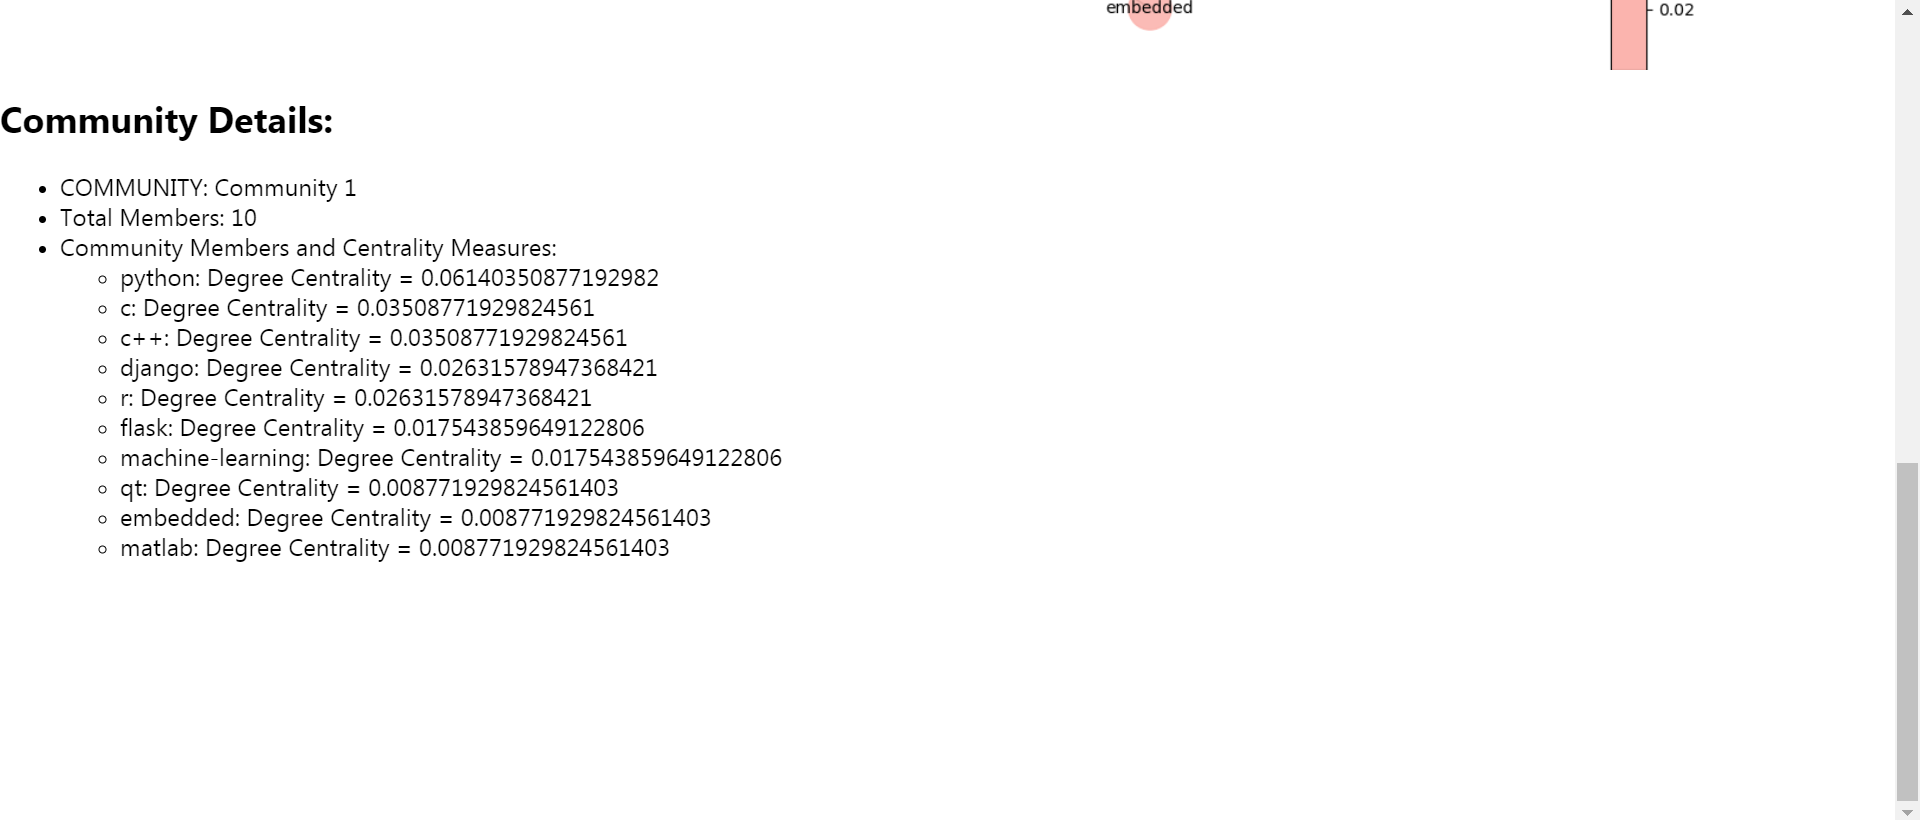 embedded
0.02
Community Details:
COMMUNITY: Community 1
Total Members: 10
Community Members and Centrality Measures:
python: Degree Centrality = 0.06140350877192982
c: Degree Centrality = 0.03508771929824561
c++: Degree Centrality = 0.03508771929824561
django: Degree Centrality = 0.02631578947368421
r: Degree Centrality = 0.02631578947368421
flask: Degree Centrality = 0.017543859649122806
machine-learning: Degree Centrality = 0.017543859649122806
qt: Degree Centrality = 0.008771929824561403
embedded: Degree Centrality = 0.008771929824561403
matlab: Degree Centrality = 0.008771929824561403